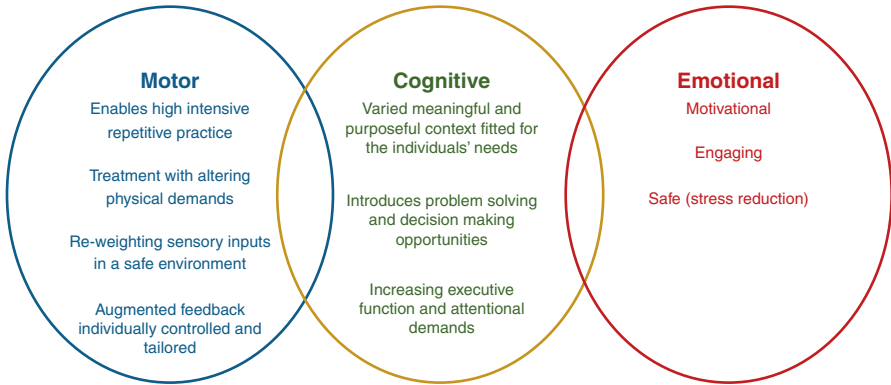 Motor
Enables high intensive
repetitive practice
Treatment with altering
physical demands
Re-weighting sensory inputs
in a safe environment
Augmented feedback
individually controlled and
tailored
Cognitive
Varied meaningful and
purposeful context fitted for
the individuals’ needs
Introduces problem solving
and decision making
opportunities
Increasing executive
function and attentional
demands
Emotional
Motivational
Engaging
Safe (stress reduction)